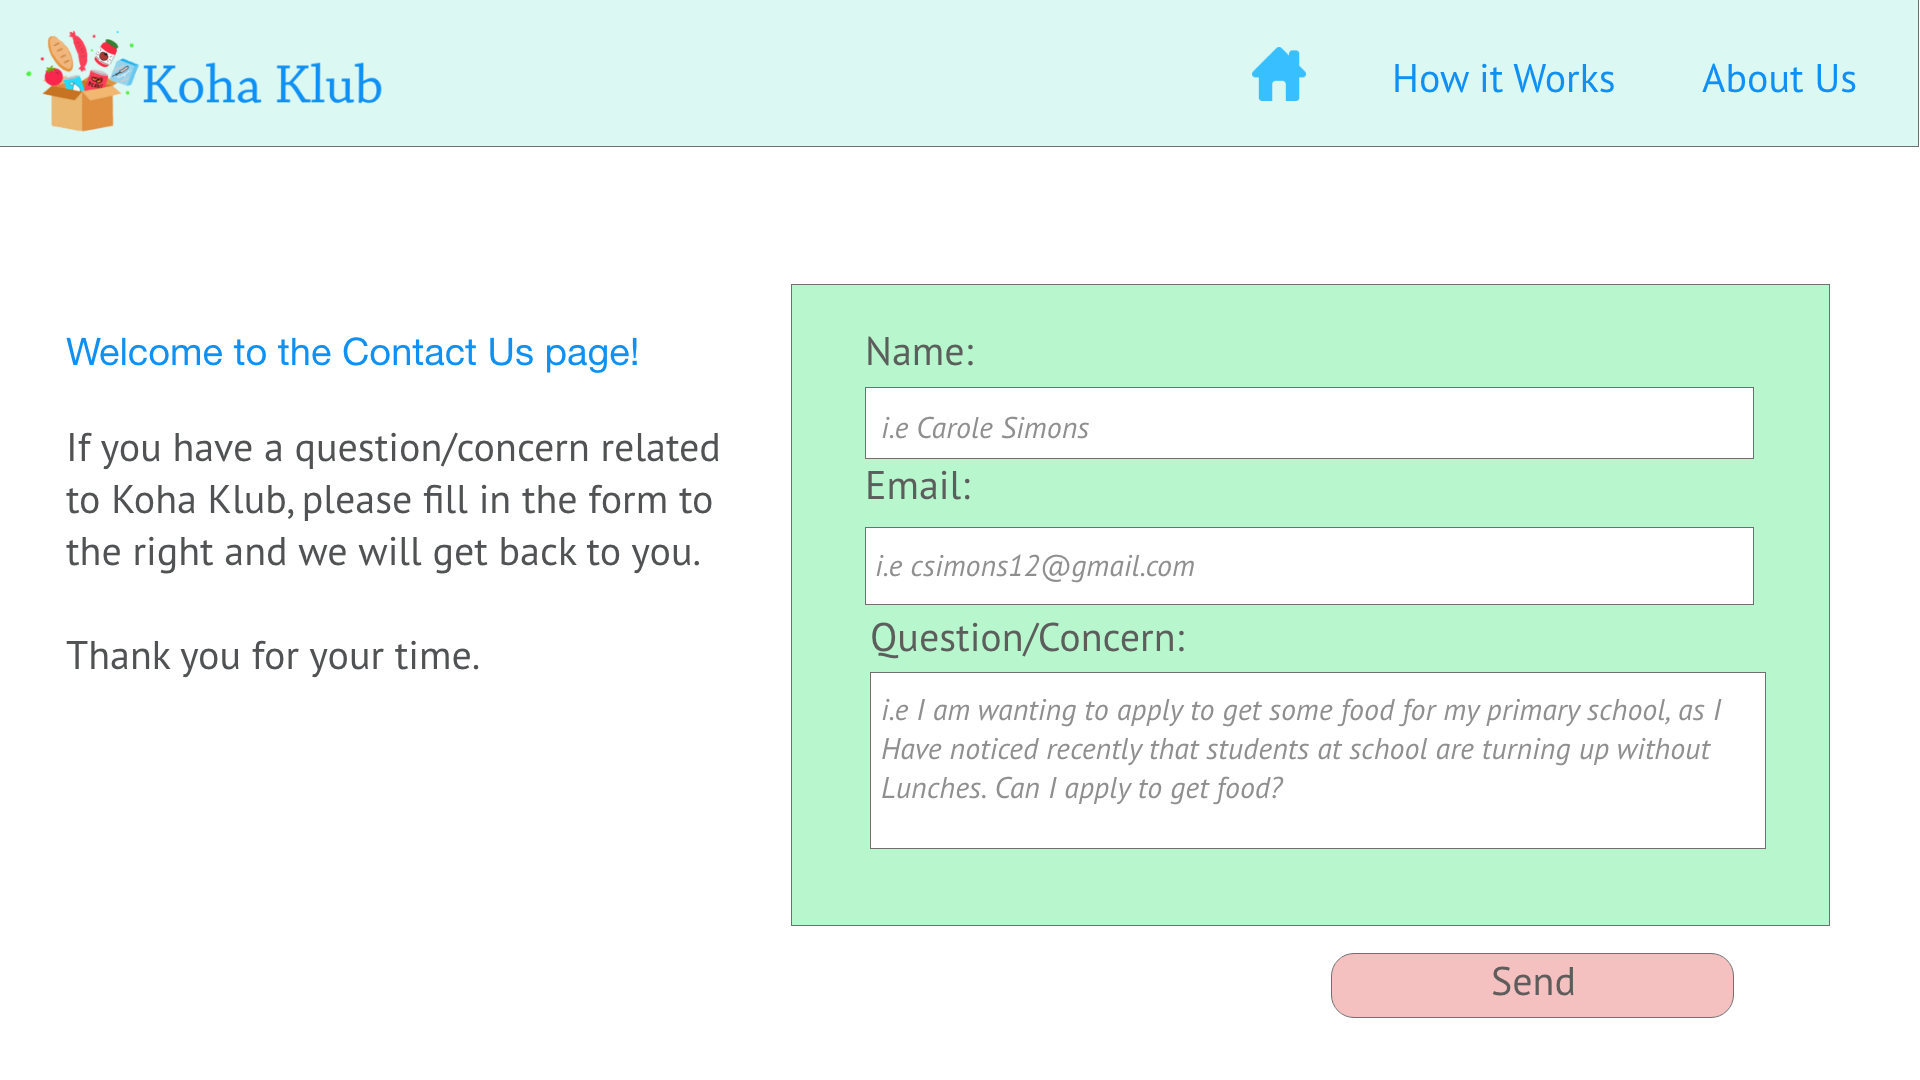 Koha Klub
How it Works
About Us
Welcome to the Contact Us page!
If you have a question/concern related
to Koha Klub, please fill in the form to
the right and we will get back to you.
Thank you for your time.
Name:
i.e Carole Simons
Email:
i.e csimons12@gmail.com
Question/Concern:
i.e I am wanting to apply to get some food for my primary school, as I
Have noticed recently that students at school are turning up without
Lunches. Can I apply to get food?
Send